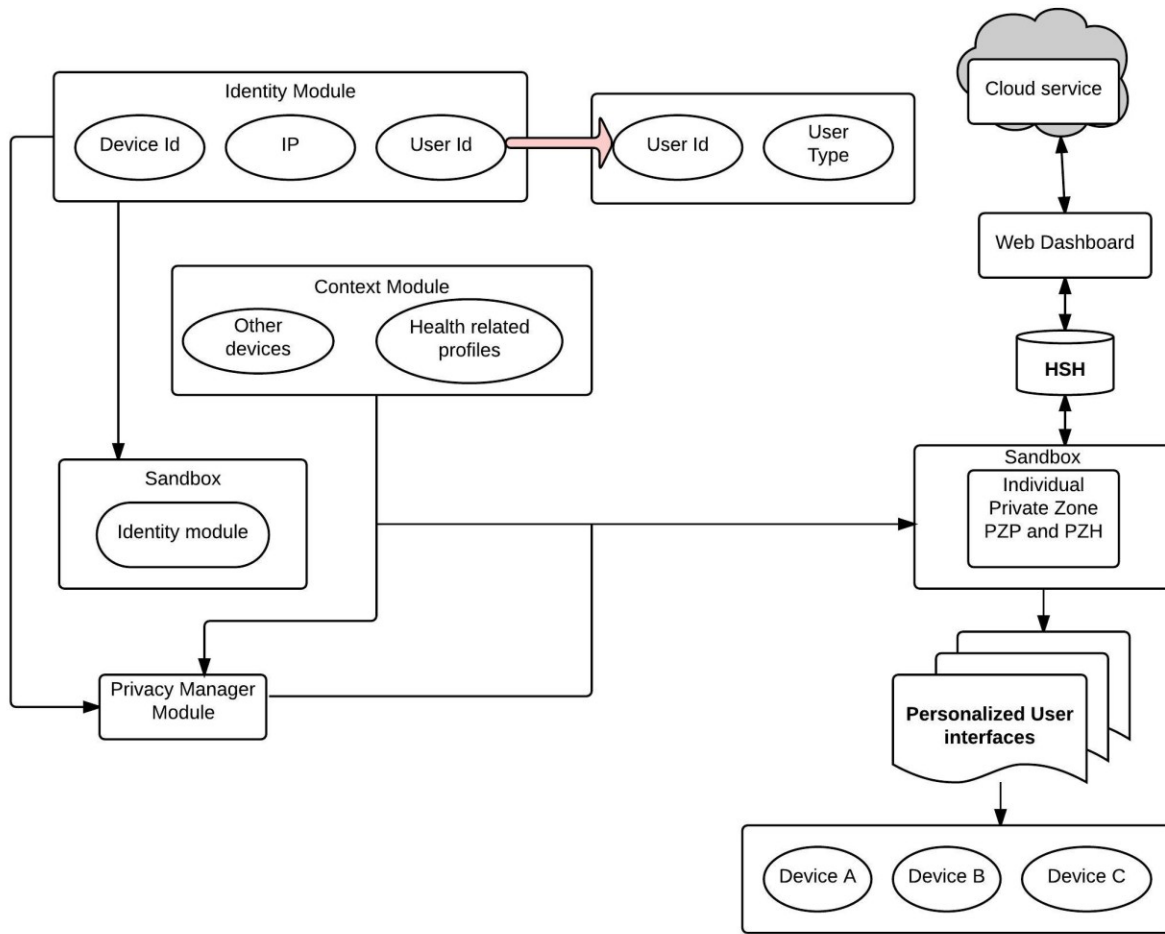 Identity Module
Device Id
IP
User Id
User Id
User
Type
Cloud service
Web Dashboard
Context Module
Other
devices
Health related
profiles
HSH
Sandbox
Identity module
Sandbox
Individual
Private Zone
PZP and PZH
Privacy Manager
Module
Personalized User
interfaces
Device A
Device B
Device C